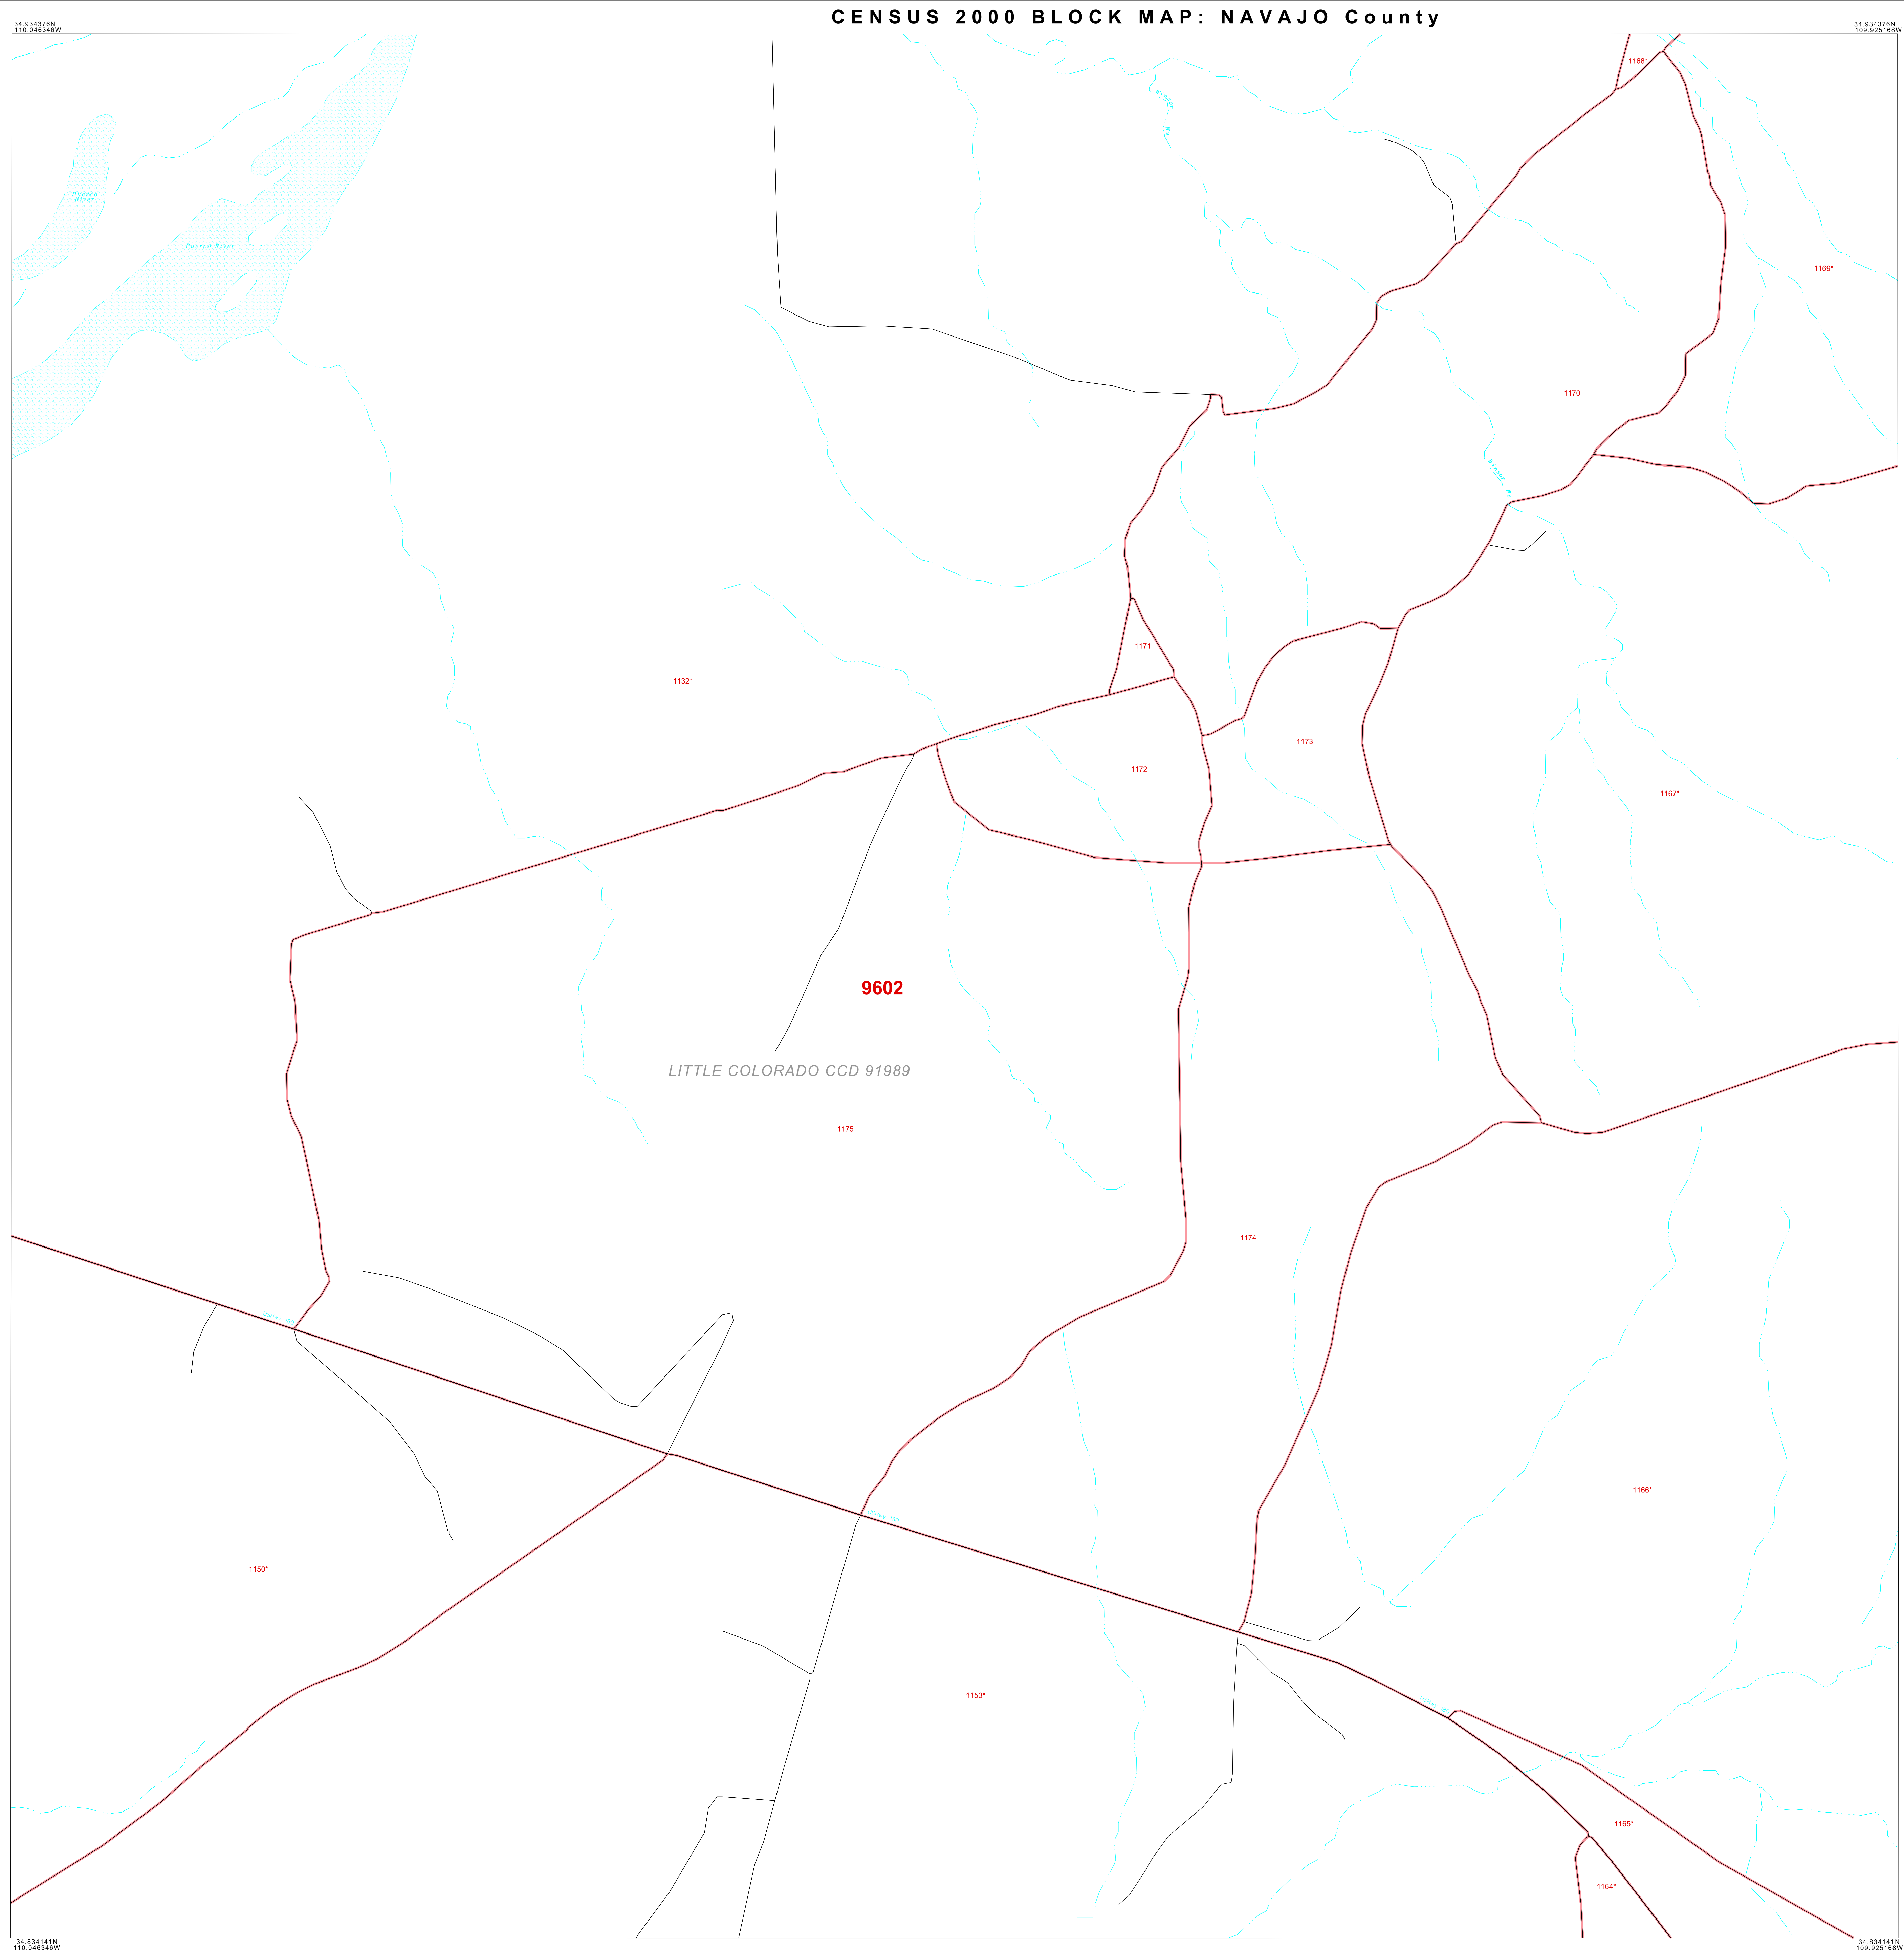 CENSUS 2000 BLOCK MAP: NAVAJO County
34.934376N
110.046346W
34.934376N
109.925168W
1168*
Puerco
River
Puerco River
1169*
1170
1171
1132*
1173
1172
1167*
9602
LITTLE COLORADO CCD 91989
1175
1174
1166*
1150*
1153*
1165*
1164*
34.834141N
110.046346W
34.834141N
109.925168W